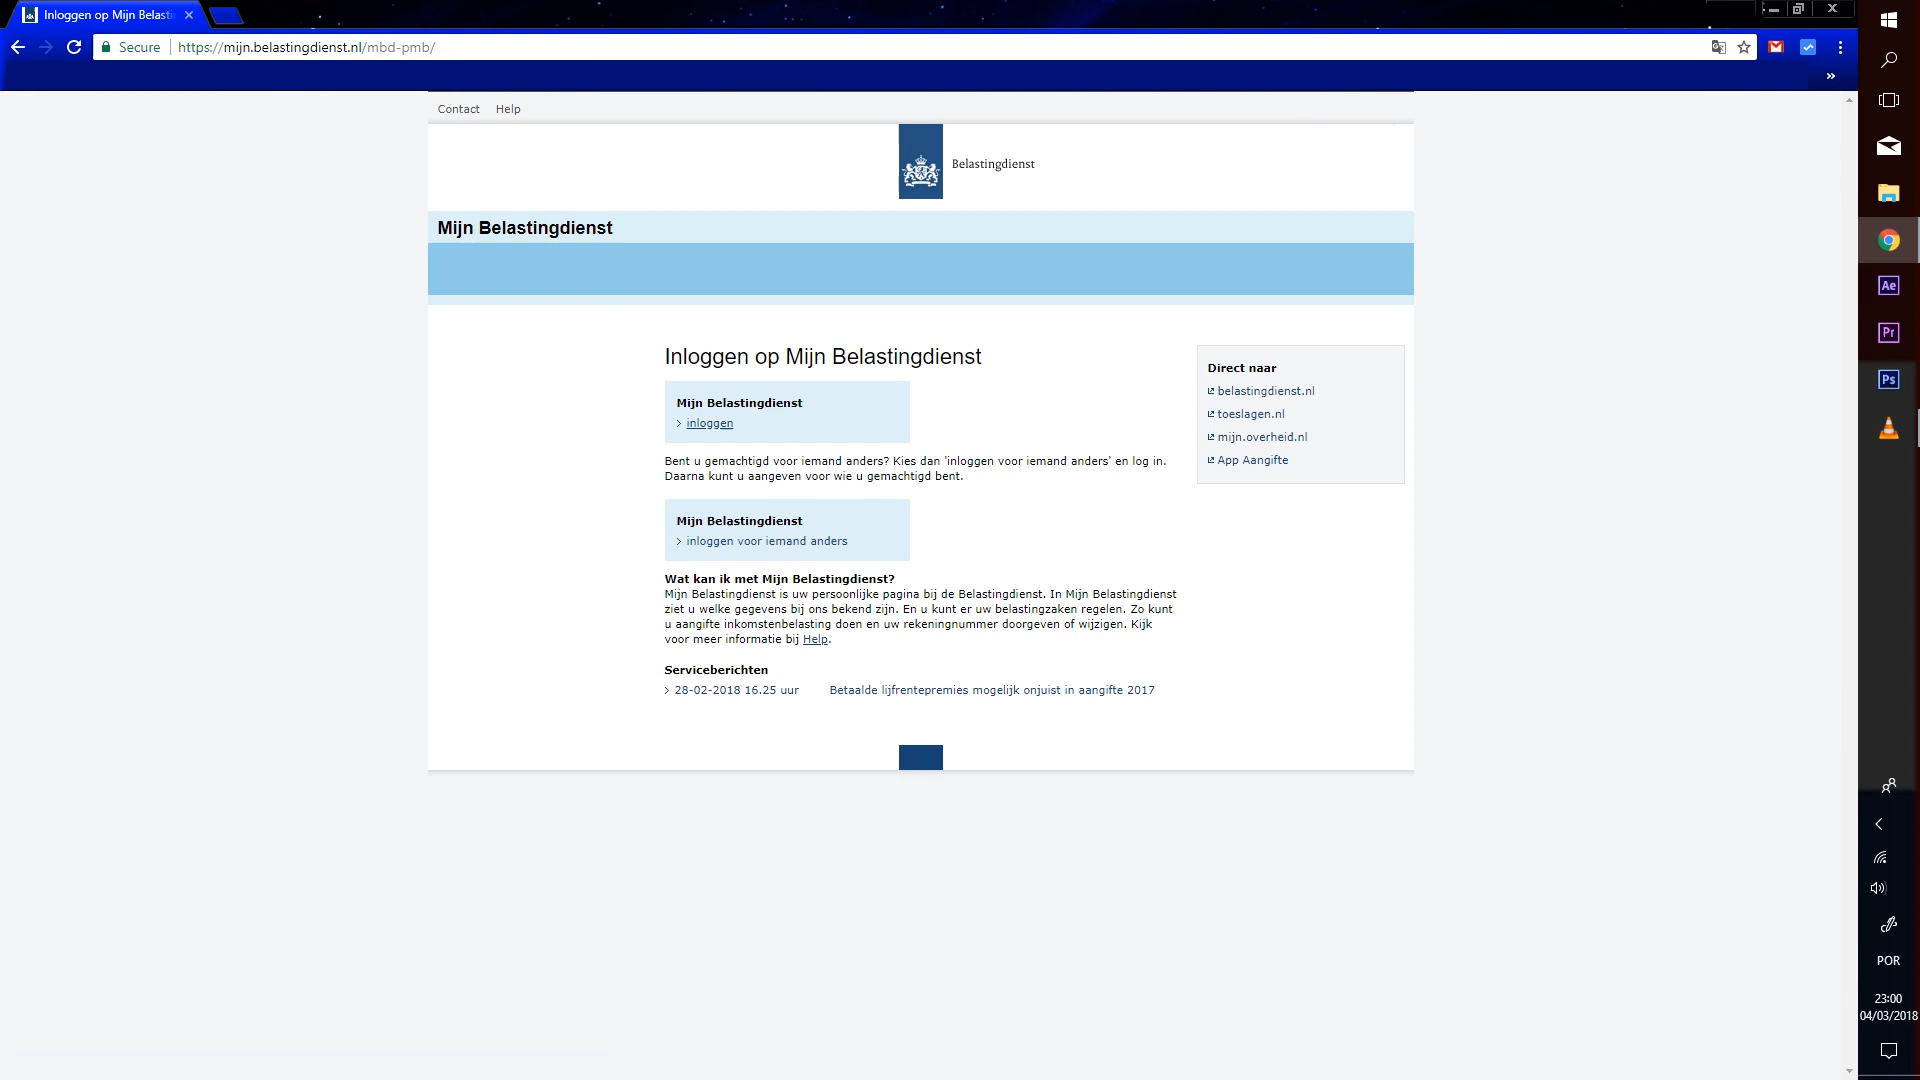 Inloggen op Mijn Belasti
Secure
https://mijn.belastingdienst.nl/mbd-pmb/
»
Contact Help
Belastingdienst
Mijn Belastingdienst
Inloggen op Mijn Belastingdienst
Mijn Belastingdienst
inloggen
Bent u gemachtigd voor iemand anders? Kies dan 'inloggen voor iemand anders' en log in.
Daarna kunt u aangeven voor wie u gemachtigd bent.
Mijn Belastingdienst
inloggen voor iemand anders
Wat kan ik met Mijn Belastingdienst?
Mijn Belastingdienst is uw persoonlijke pagina bij de Belastingdienst. In Mijn Belastingdienst
ziet u welke gegevens bij ons bekend zijn. En u kunt er uw belastingzaken regelen. Zo kunt
u aangifte inkomstenbelasting doen en uw rekeningnummer doorgeven of wijzigen. Kijk
voor meer informatie bij Help.
Serviceberichten
28-02-2018 16.25 uur Betaalde lijfrentepremies mogelijk onjuist in aangifte 2017
Direct naar
belastingdienst.nl
toeslagen.nl
mijn.overheid.nl
App Aangifte
Ae
Pr
Ps
POR
23:00
04/03/2018